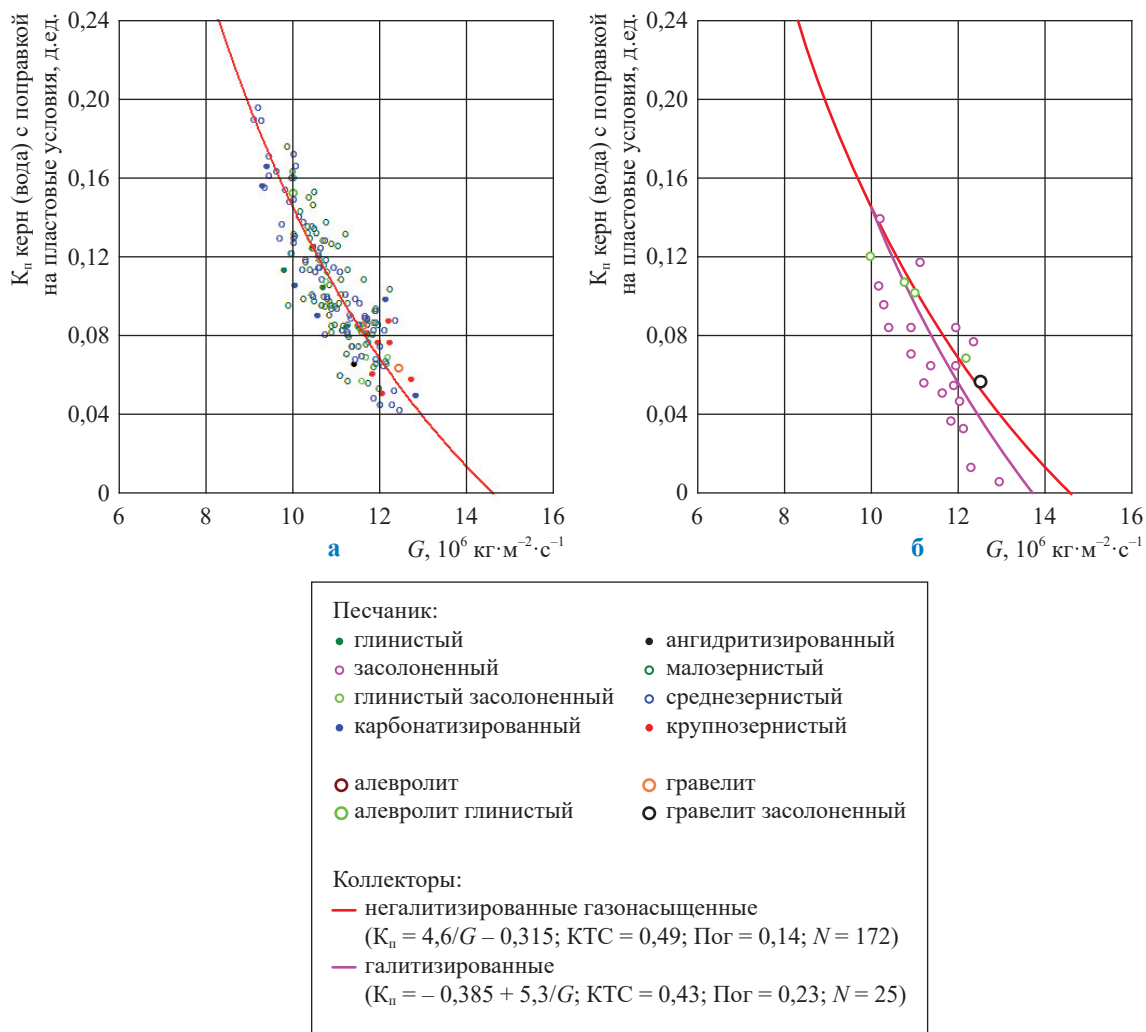 К_п керн (вода) с поправкой
на пластовые условия, д.ед.
0,24
0,20
0,16
0,12
0,08
0,04
0
6 8 10 12 14 16
а G, 10⁶ кг·м⁻²·с⁻¹
К_п керн (вода) с поправкой
на пластовые условия, д.ед.
0,24
0,20
0,16
0,12
0,08
0,04
0
6 8 10 12 14 16
б G, 10⁶ кг·м⁻²·с⁻¹
Песчаник:
глинистый
засолоненный
глинистый засолоненный
карбонатизированный
ангидритизированный
малозернистый
среднезернистый
крупнозернистый
алевролит
алевролит глинистый
гравелит
гравелит засолоненный
Коллекторы:
негалитизированные газонасыщенные
(К_п = 4,6/G – 0,315; КТС = 0,49; Пог = 0,14; N = 172)
галитизированные
(К_п = – 0,385 + 5,3/G; КТС = 0,43; Пог = 0,23; N = 25)